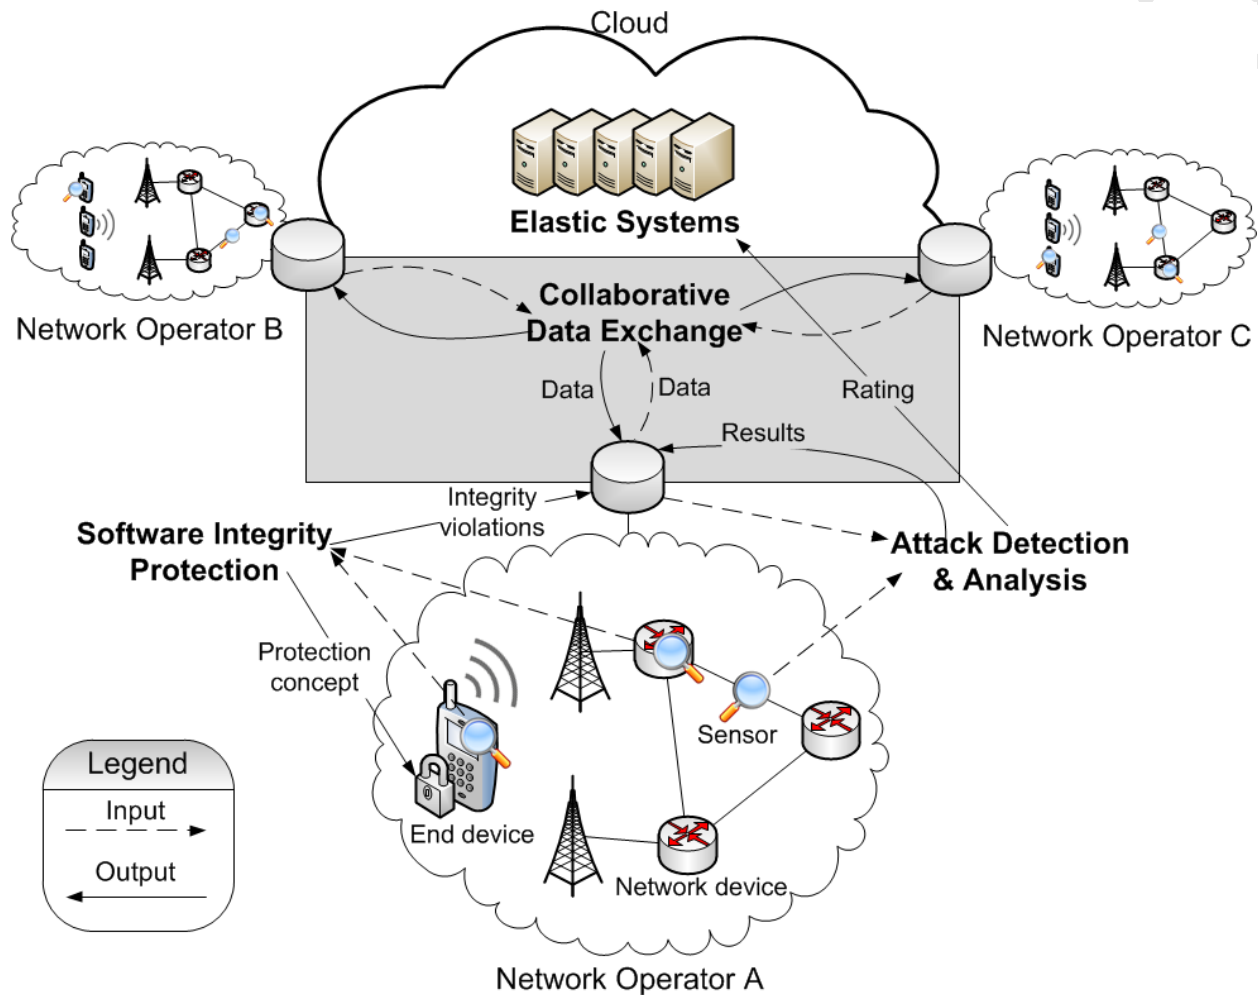 Cloud
Elastic Systems
Network Operator B
Collaborative
Data Exchange
Network Operator C
Data
Data
Rating
Results
Integrity
violations
Software Integrity
Protection
Attack Detection
& Analysis
Protection
concept
Sensor
Legend
Input
Output
End device
Network device
Network Operator A